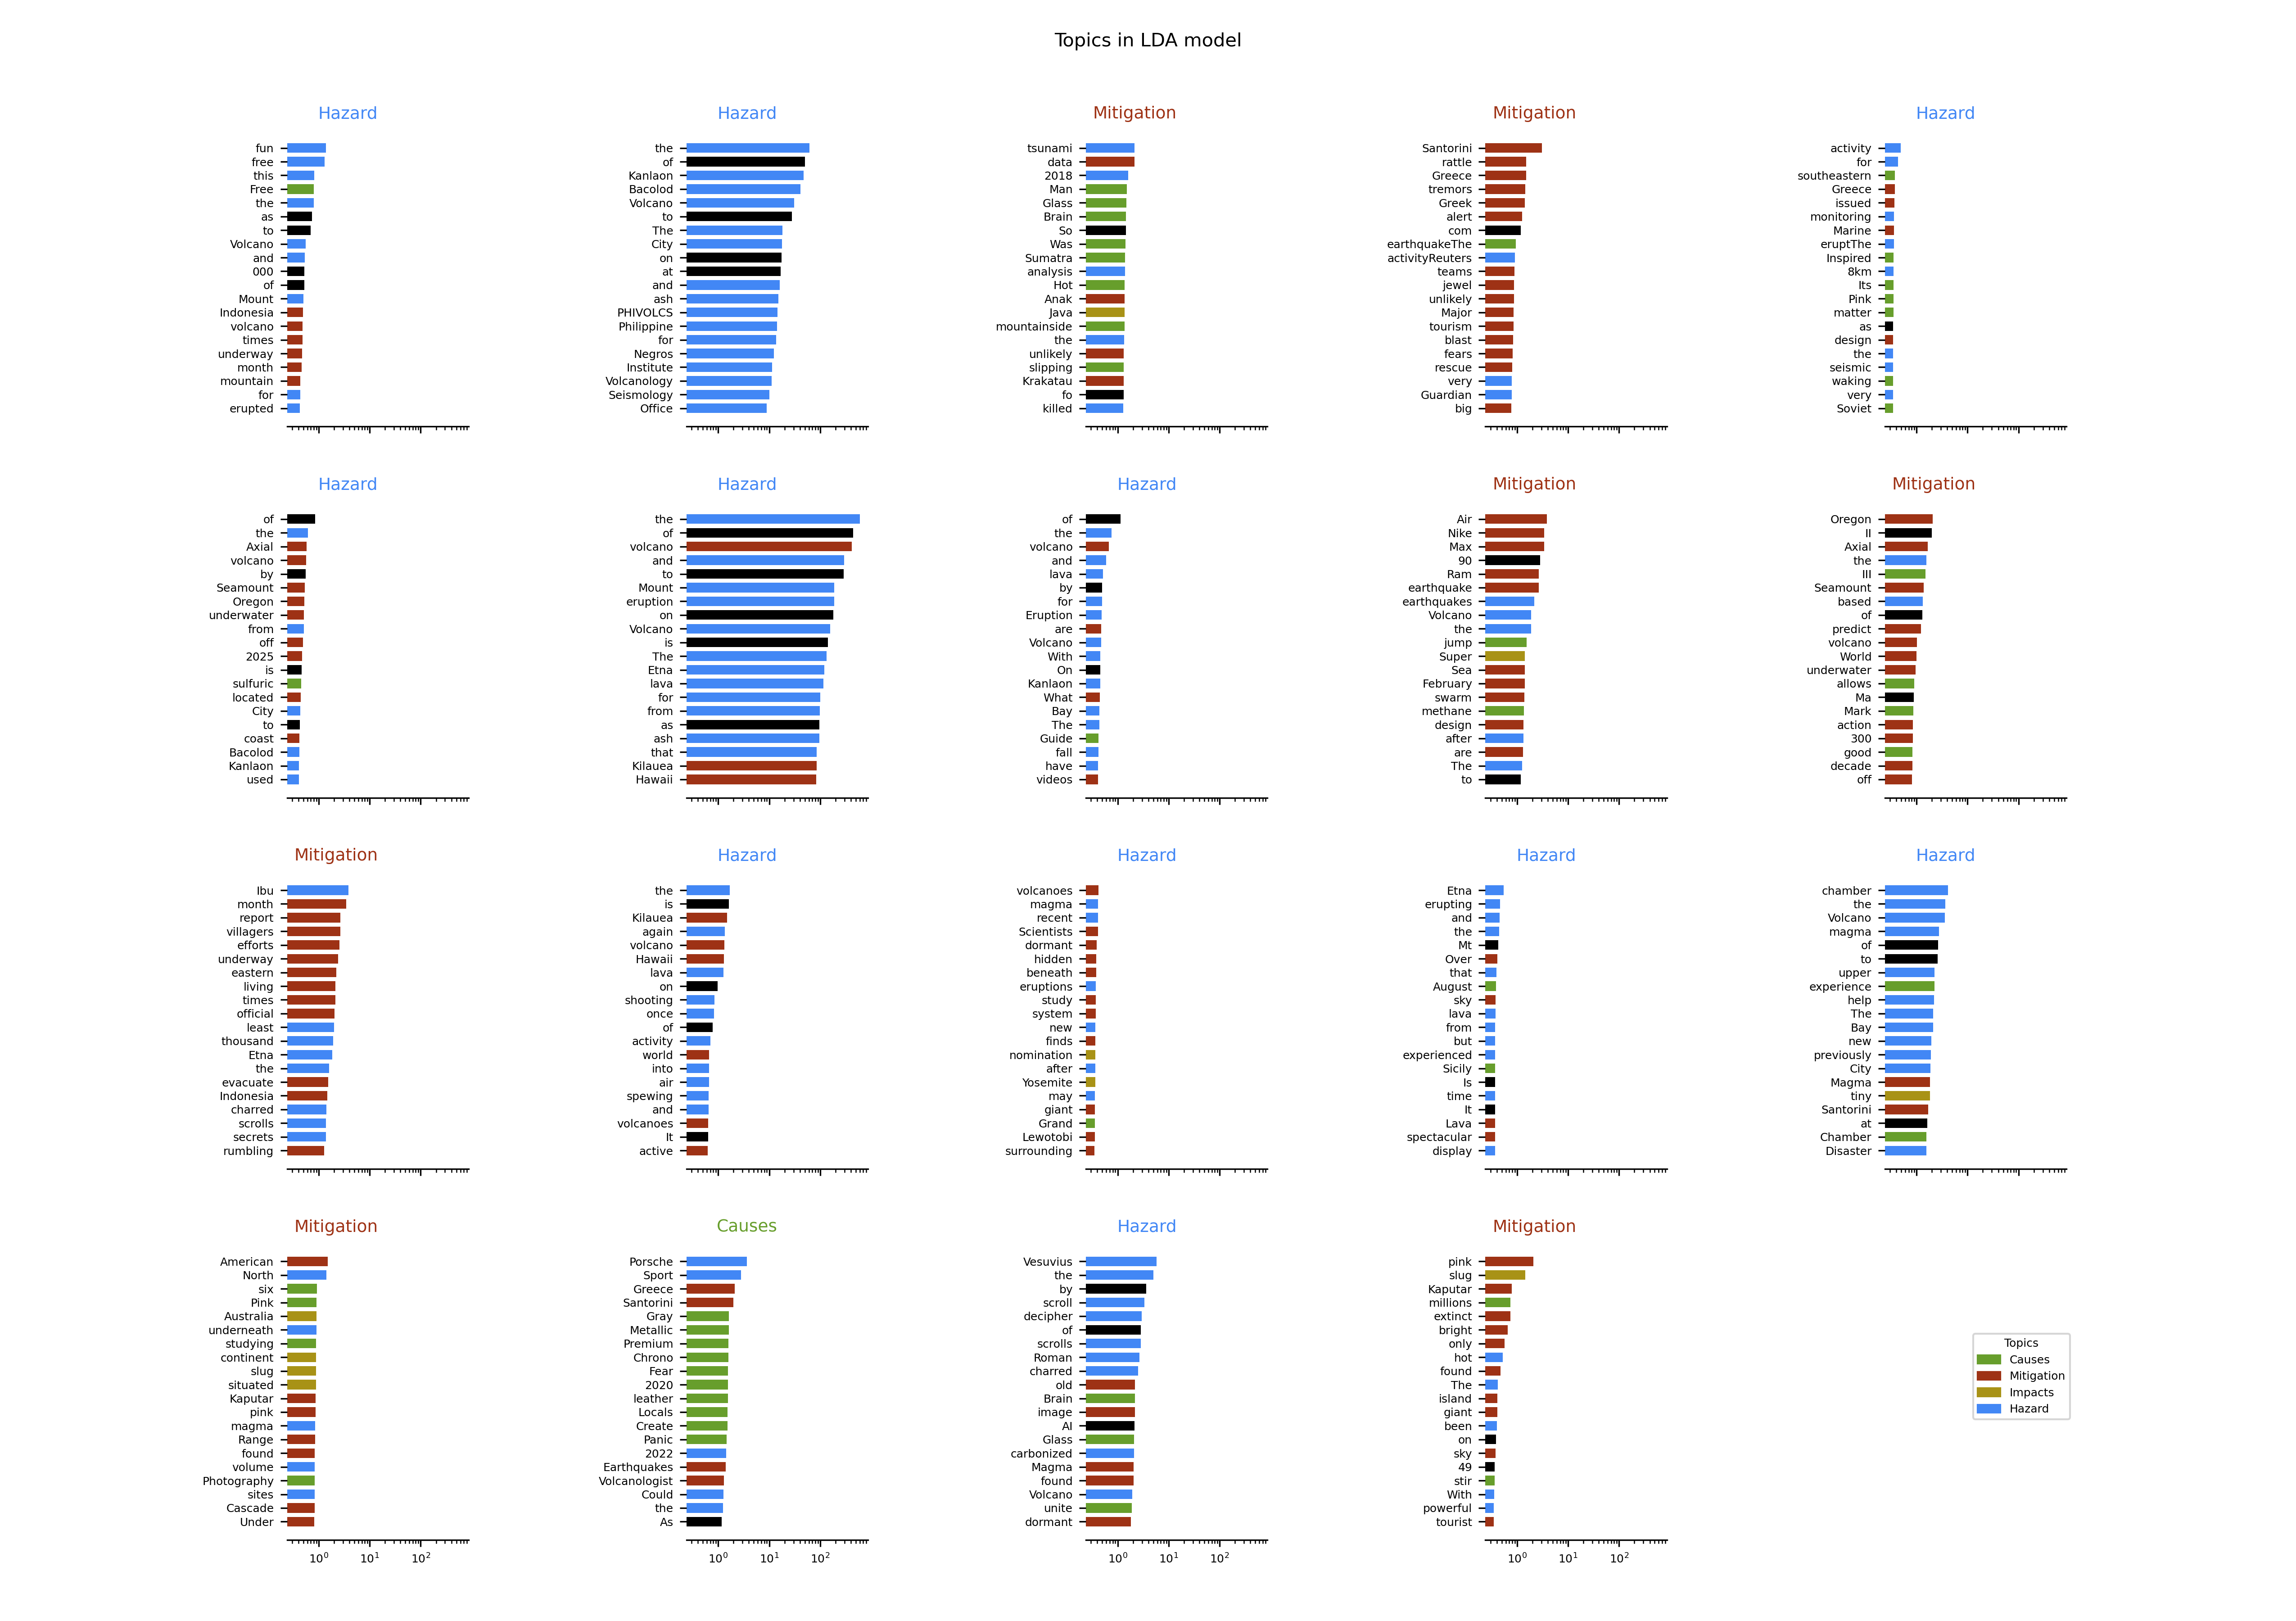 Topics in LDA model
Hazard
fun
free
this
Free
the
as
to
Volcano
and
000
of
Mount
Indonesia
volcano
times
underway
month
mountain
for
erupted
Hazard
the
of
Kanlaon
Bacolod
Volcano
to
The
City
on
at
and
ash
PHIVOLCS
Philippine
for
Negros
Institute
Volcanology
Seismology
Office
Mitigation
tsunami
data
2018
Man
Glass
Brain
So
Was
Sumatra
analysis
Hot
Anak
Java
mountainside
the
unlikely
slipping
Krakatau
fo
killed
Mitigation
Santorini
rattle
Greece
tremors
Greek
alert
com
earthquakeThe
activityReuters
teams
jewel
unlikely
Major
tourism
blast
fears
rescue
very
Guardian
big
Hazard
activity
for
southeastern
Greece
issued
monitoring
Marine
eruptThe
Inspired
8km
Its
Pink
matter
as
design
the
seismic
waking
very
Soviet
Hazard
of
the
Axial
volcano
by
Seamount
Oregon
underwater
from
off
2025
is
sulfuric
located
City
to
coast
Bacolod
Kanlaon
used
Hazard
the
of
volcano
and
to
Mount
eruption
on
Volcano
is
The
Etna
lava
for
from
as
ash
that
Kilauea
Hawaii
Hazard
of
the
volcano
and
lava
by
for
Eruption
are
Volcano
With
On
Kanlaon
What
Bay
The
Guide
fall
have
videos
Mitigation
Air
Nike
Max
90
Ram
earthquake
earthquakes
Volcano
the
jump
Super
Sea
February
swarm
methane
design
after
are
The
to
Mitigation
Oregon
II
Axial
the
III
Seamount
based
of
predict
volcano
World
underwater
allows
Ma
Mark
action
300
good
decade
off
Mitigation
Ibu
month
report
villagers
efforts
underway
eastern
living
times
official
least
thousand
Etna
the
evacuate
Indonesia
charred
scrolls
secrets
rumbling
Hazard
the
is
Kilauea
again
volcano
Hawaii
lava
on
shooting
once
of
activity
world
into
air
spewing
and
volcanoes
It
active
Hazard
volcanoes
magma
recent
Scientists
dormant
hidden
beneath
eruptions
study
system
new
finds
nomination
after
Yosemite
may
giant
Grand
Lewotobi
surrounding
Hazard
Etna
erupting
and
the
Mt
Over
that
August
sky
lava
from
but
experienced
Sicily
Is
time
It
Lava
spectacular
display
Hazard
chamber
the
Volcano
magma
of
to
upper
experience
help
The
Bay
new
previously
City
Magma
tiny
Santorini
at
Chamber
Disaster
Mitigation
American
North
six
Pink
Australia
underneath
studying
continent
slug
situated
Kaputar
pink
magma
Range
found
volume
Photography
sites
Cascade
Under
10⁰ 10¹ 10²
Causes
Porsche
Sport
Greece
Santorini
Gray
Metallic
Premium
Chrono
Fear
2020
leather
Locals
Create
Panic
2022
Earthquakes
Volcanologist
Could
the
As
10⁰ 10¹ 10²
Hazard
Vesuvius
the
by
scroll
decipher
of
scrolls
Roman
charred
old
Brain
image
AI
Glass
carbonized
Magma
found
Volcano
unite
dormant
10⁰ 10¹ 10²
Mitigation
pink
slug
Kaputar
millions
extinct
bright
only
hot
found
The
island
giant
been
on
sky
49
stir
With
powerful
tourist
10⁰ 10¹ 10²
Topics
Causes
Mitigation
Impacts
Hazard